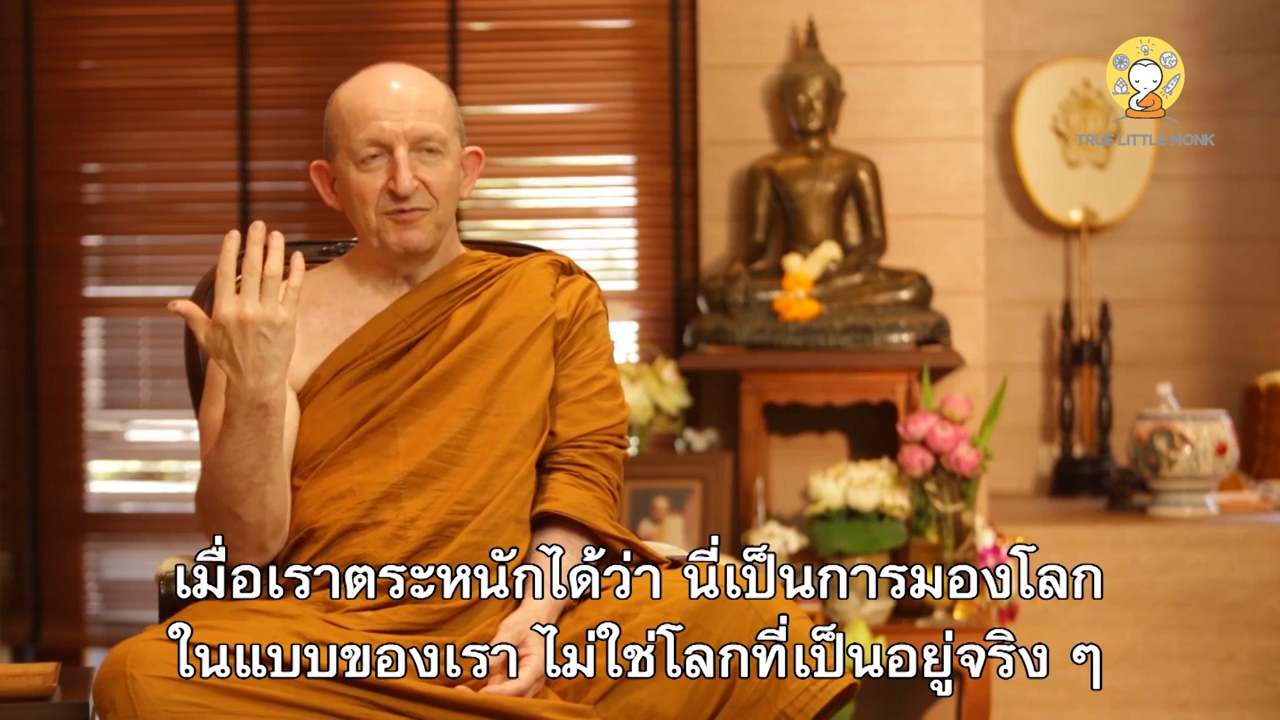 TRUE LITTLE MONK
เมื่อเราตระหนักได้ว่า นี่เป็นการมองโลก
ในแบบของเรา ไม่ใช่โลกที่เป็นอยู่จริง ๆ